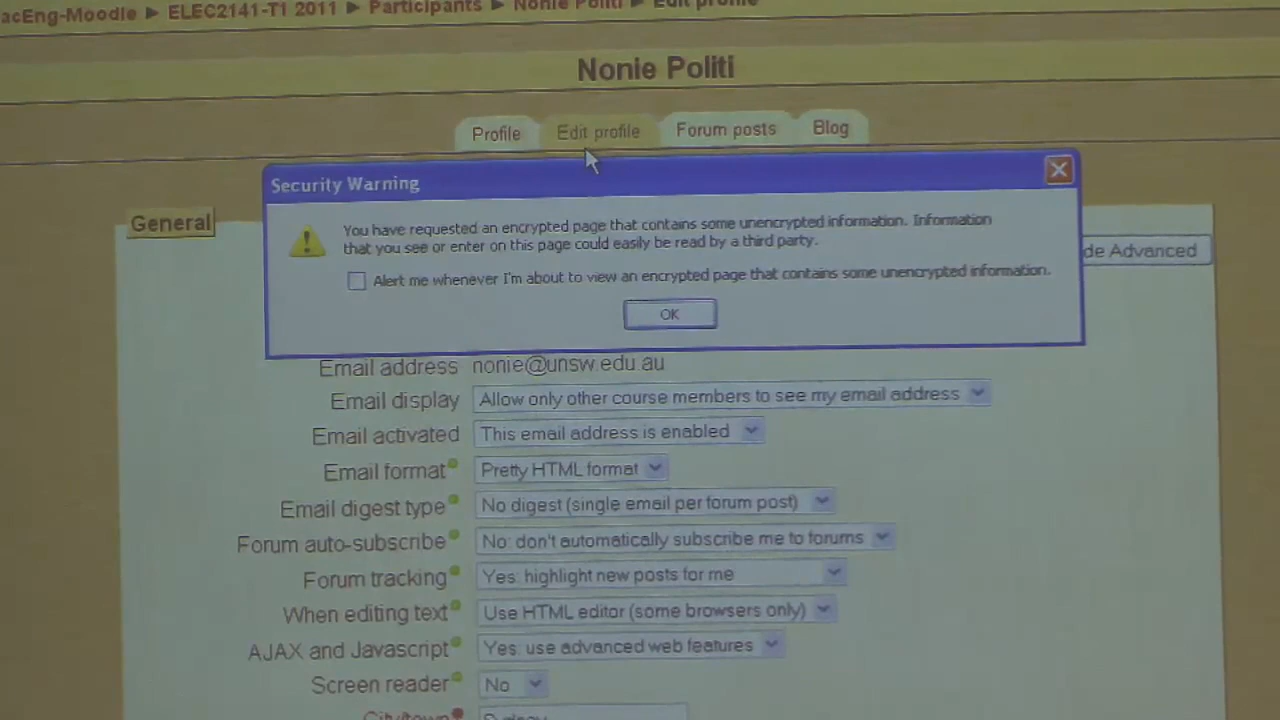 acEng-Moodle ► ELEC2141-T1 2011 ► Participants ► Nonie Politi ► Edit profile
Nonie Politi
Profile Edit profile Forum posts Blog
Security Warning
General
You have requested an encrypted page that contains some unencrypted information. Information
that you see or enter on this page could easily be read by a third party.
de Advanced
Alert me whenever I'm about to view an encrypted page that contains some unencrypted information.
OK
Email address nonie@unsw.edu.au
Email display Allow only other course members to see my email address
Email activated This email address is enabled
Email format Pretty HTML format
Email digest type No digest (single email per forum post)
Forum auto-subscribe No: don't automatically subscribe me to forums
Forum tracking Yes: highlight new posts for me
When editing text Use HTML editor (some browsers only)
AJAX and Javascript Yes: use advanced web features
Screen reader No
City/town Sydney